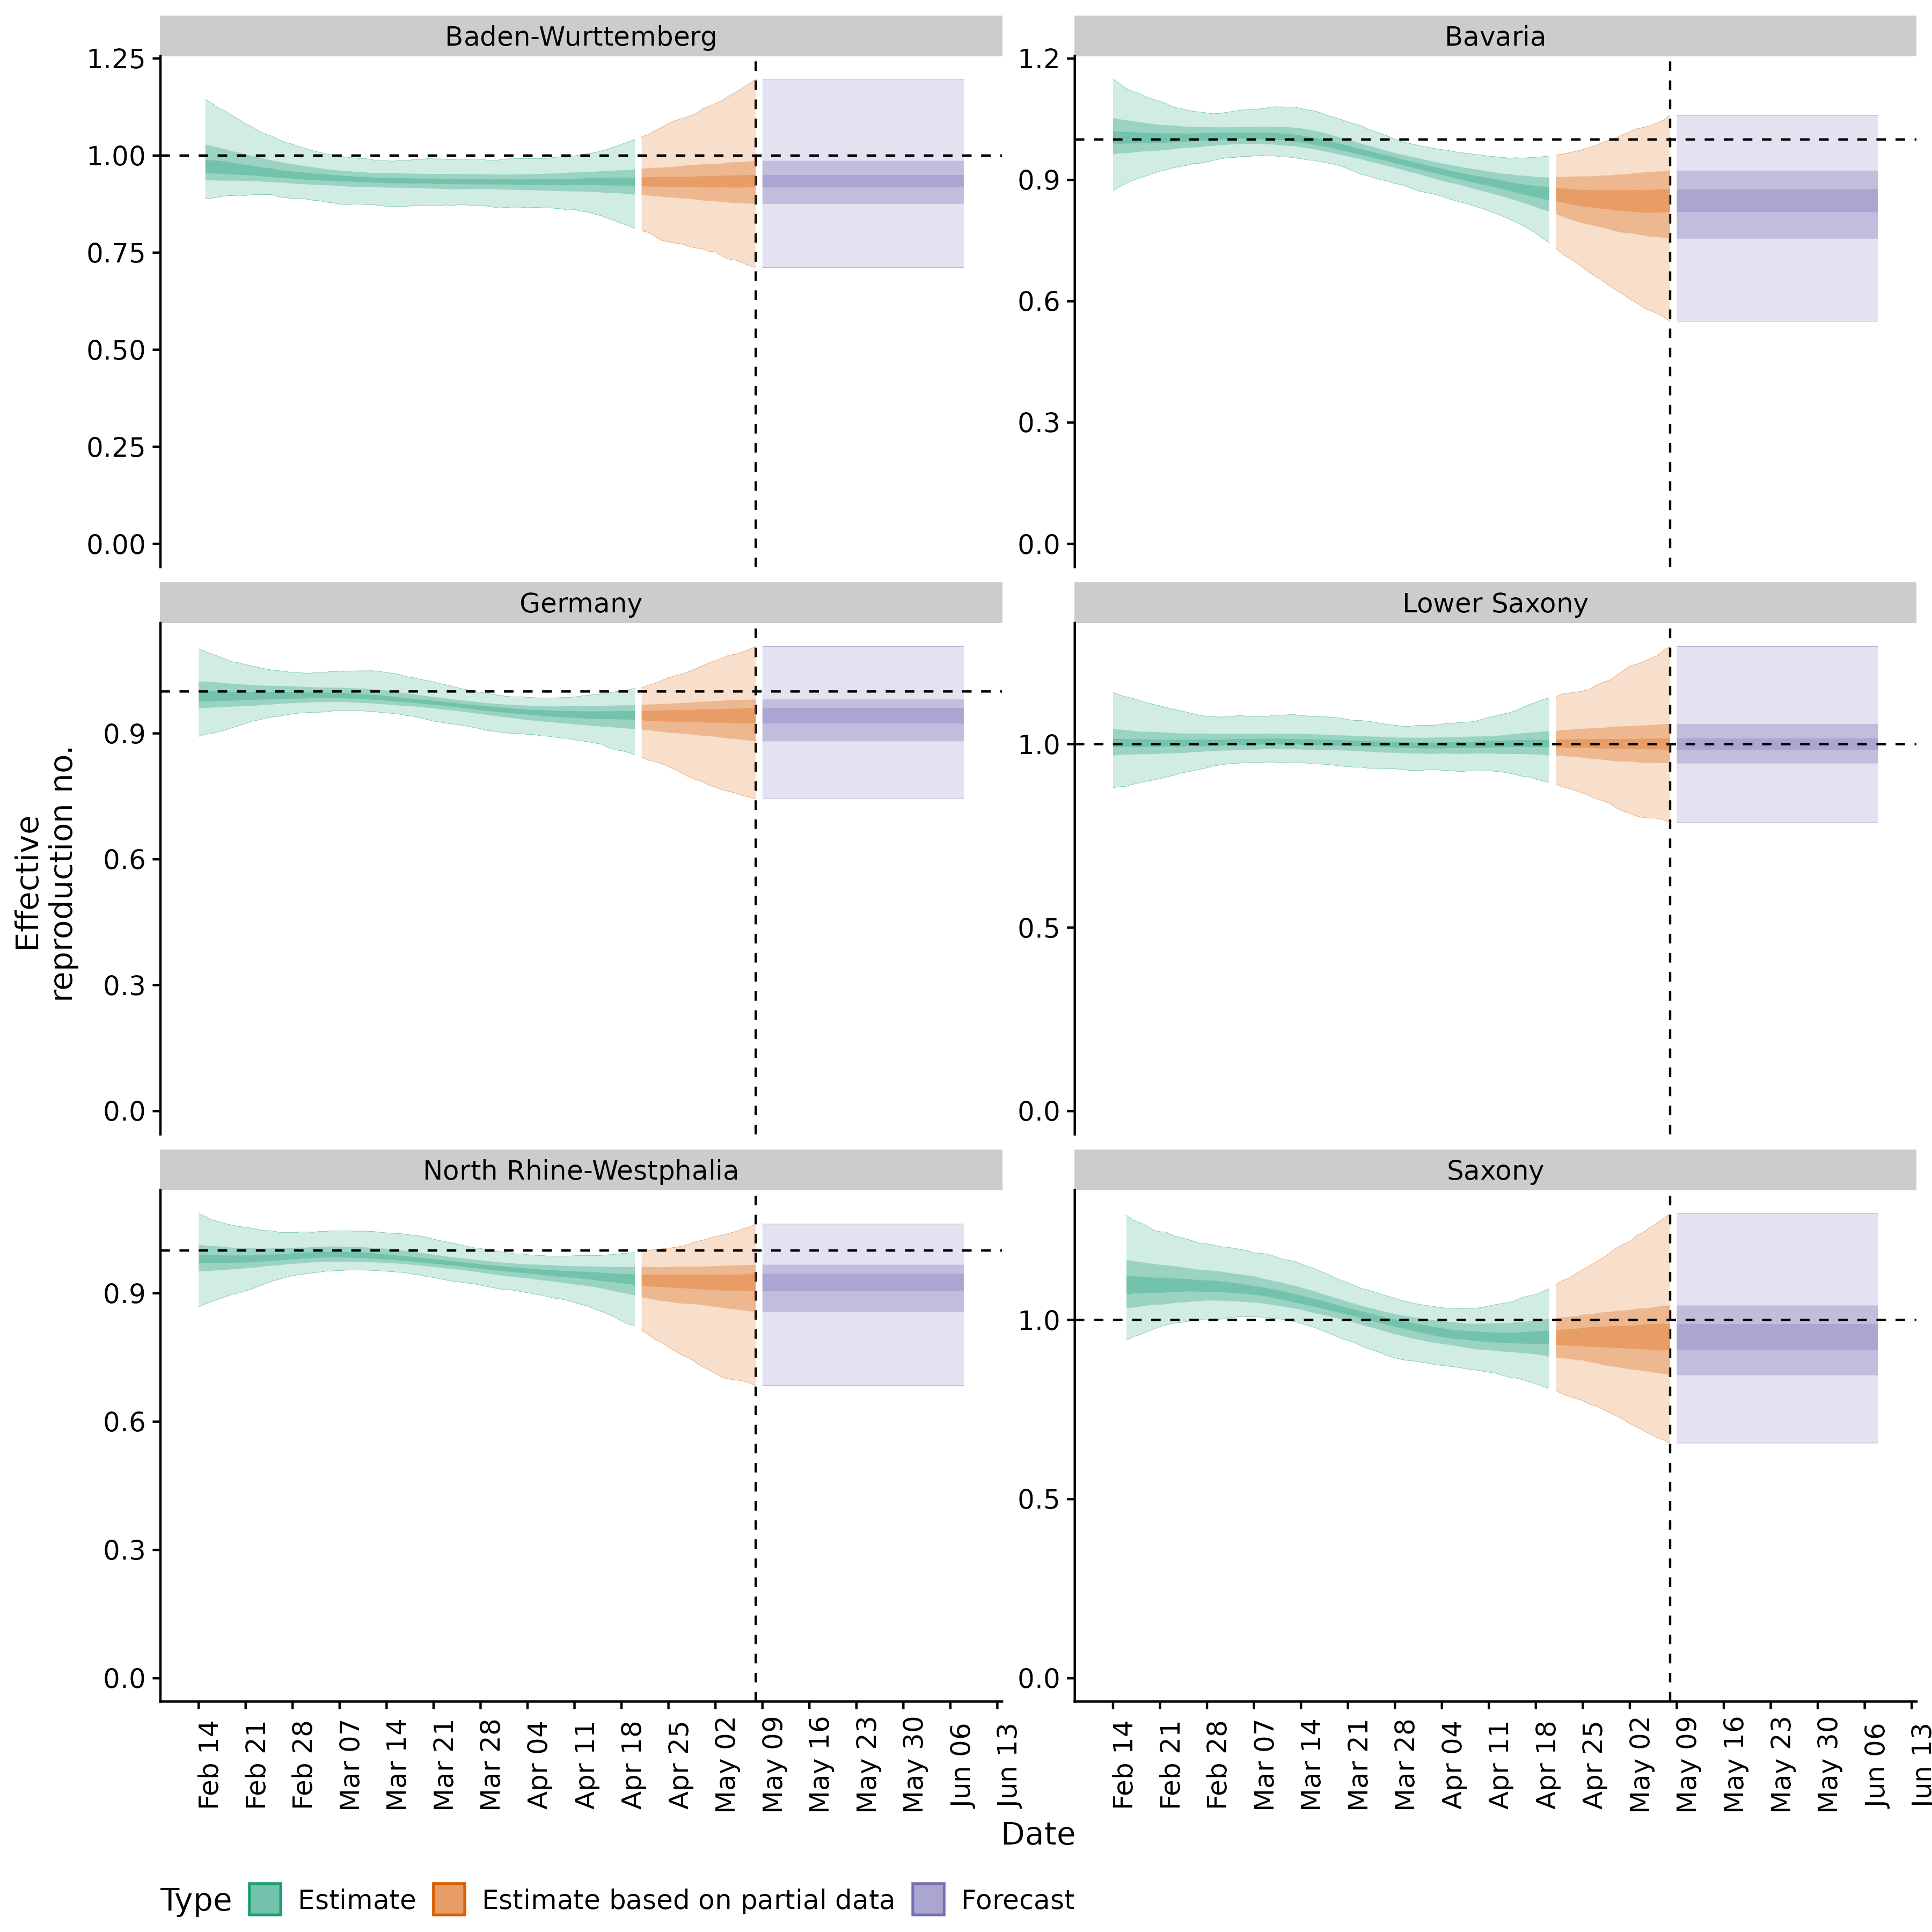 Baden-Wurttemberg
1.25
1.00
0.75
0.50
0.25
0.00
Bavaria
1.2
0.9
0.6
0.3
0.0
Germany
0.9
0.6
0.3
0.0
Lower Saxony
1.0
0.5
0.0
North Rhine-Westphalia
0.9
0.6
0.3
0.0
Saxony
1.0
0.5
0.0
Effective
reproduction no.
Feb 14
Feb 21
Feb 28
Mar 07
Mar 14
Mar 21
Mar 28
Apr 04
Apr 11
Apr 18
Apr 25
May 02
May 09
May 16
May 23
May 30
Jun 06
Jun 13
Feb 14
Feb 21
Feb 28
Mar 07
Mar 14
Mar 21
Mar 28
Apr 04
Apr 11
Apr 18
Apr 25
May 02
May 09
May 16
May 23
May 30
Jun 06
Jun 13
Date
Type Estimate Estimate based on partial data Forecast